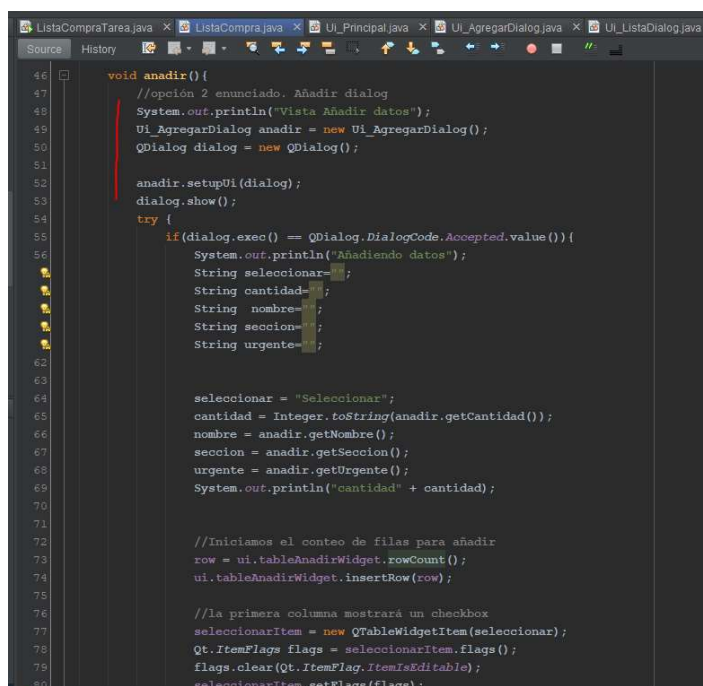 ListaCompraTarea.java × ListaCompra.java × Ui_Principal.java × Ui_AgregarDialog.java × Ui_ListaDialog.java
Source History
46 void anadir(){
47 //opción 2 enunciado. Añadir dialog
48 System.out.println("Vista Añadir datos");
49 Ui_AgregarDialog anadir = new Ui_AgregarDialog();
50 QDialog dialog = new QDialog();
51
52 anadir.setupUi(dialog);
53 dialog.show();
54 try {
55 if(dialog.exec() == QDialog.DialogCode.Accepted.value()){
56 System.out.println("Añadiendo datos");
String seleccionar="";
String cantidad="";
String nombre="";
String seccion="";
String urgente="";
62
63
64 seleccionar = "Seleccionar";
65 cantidad = Integer.toString(anadir.getCantidad());
66 nombre = anadir.getNombre();
67 seccion = anadir.getSeccion();
68 urgente = anadir.getUrgente();
69 System.out.println("cantidad" + cantidad);
70
71
72 //Iniciamos el conteo de filas para añadir
73 row = ui.tableAnadirWidget.rowCount();
74 ui.tableAnadirWidget.insertRow(row);
75
76 //la primera columna mostrará un checkbox
77 seleccionarItem = new QTableWidgetItem(seleccionar);
78 Qt.ItemFlags flags = seleccionarItem.flags();
79 flags.clear(Qt.ItemFlag.ItemIsEditable);
80 seleccionarItem.setFlags(flags);